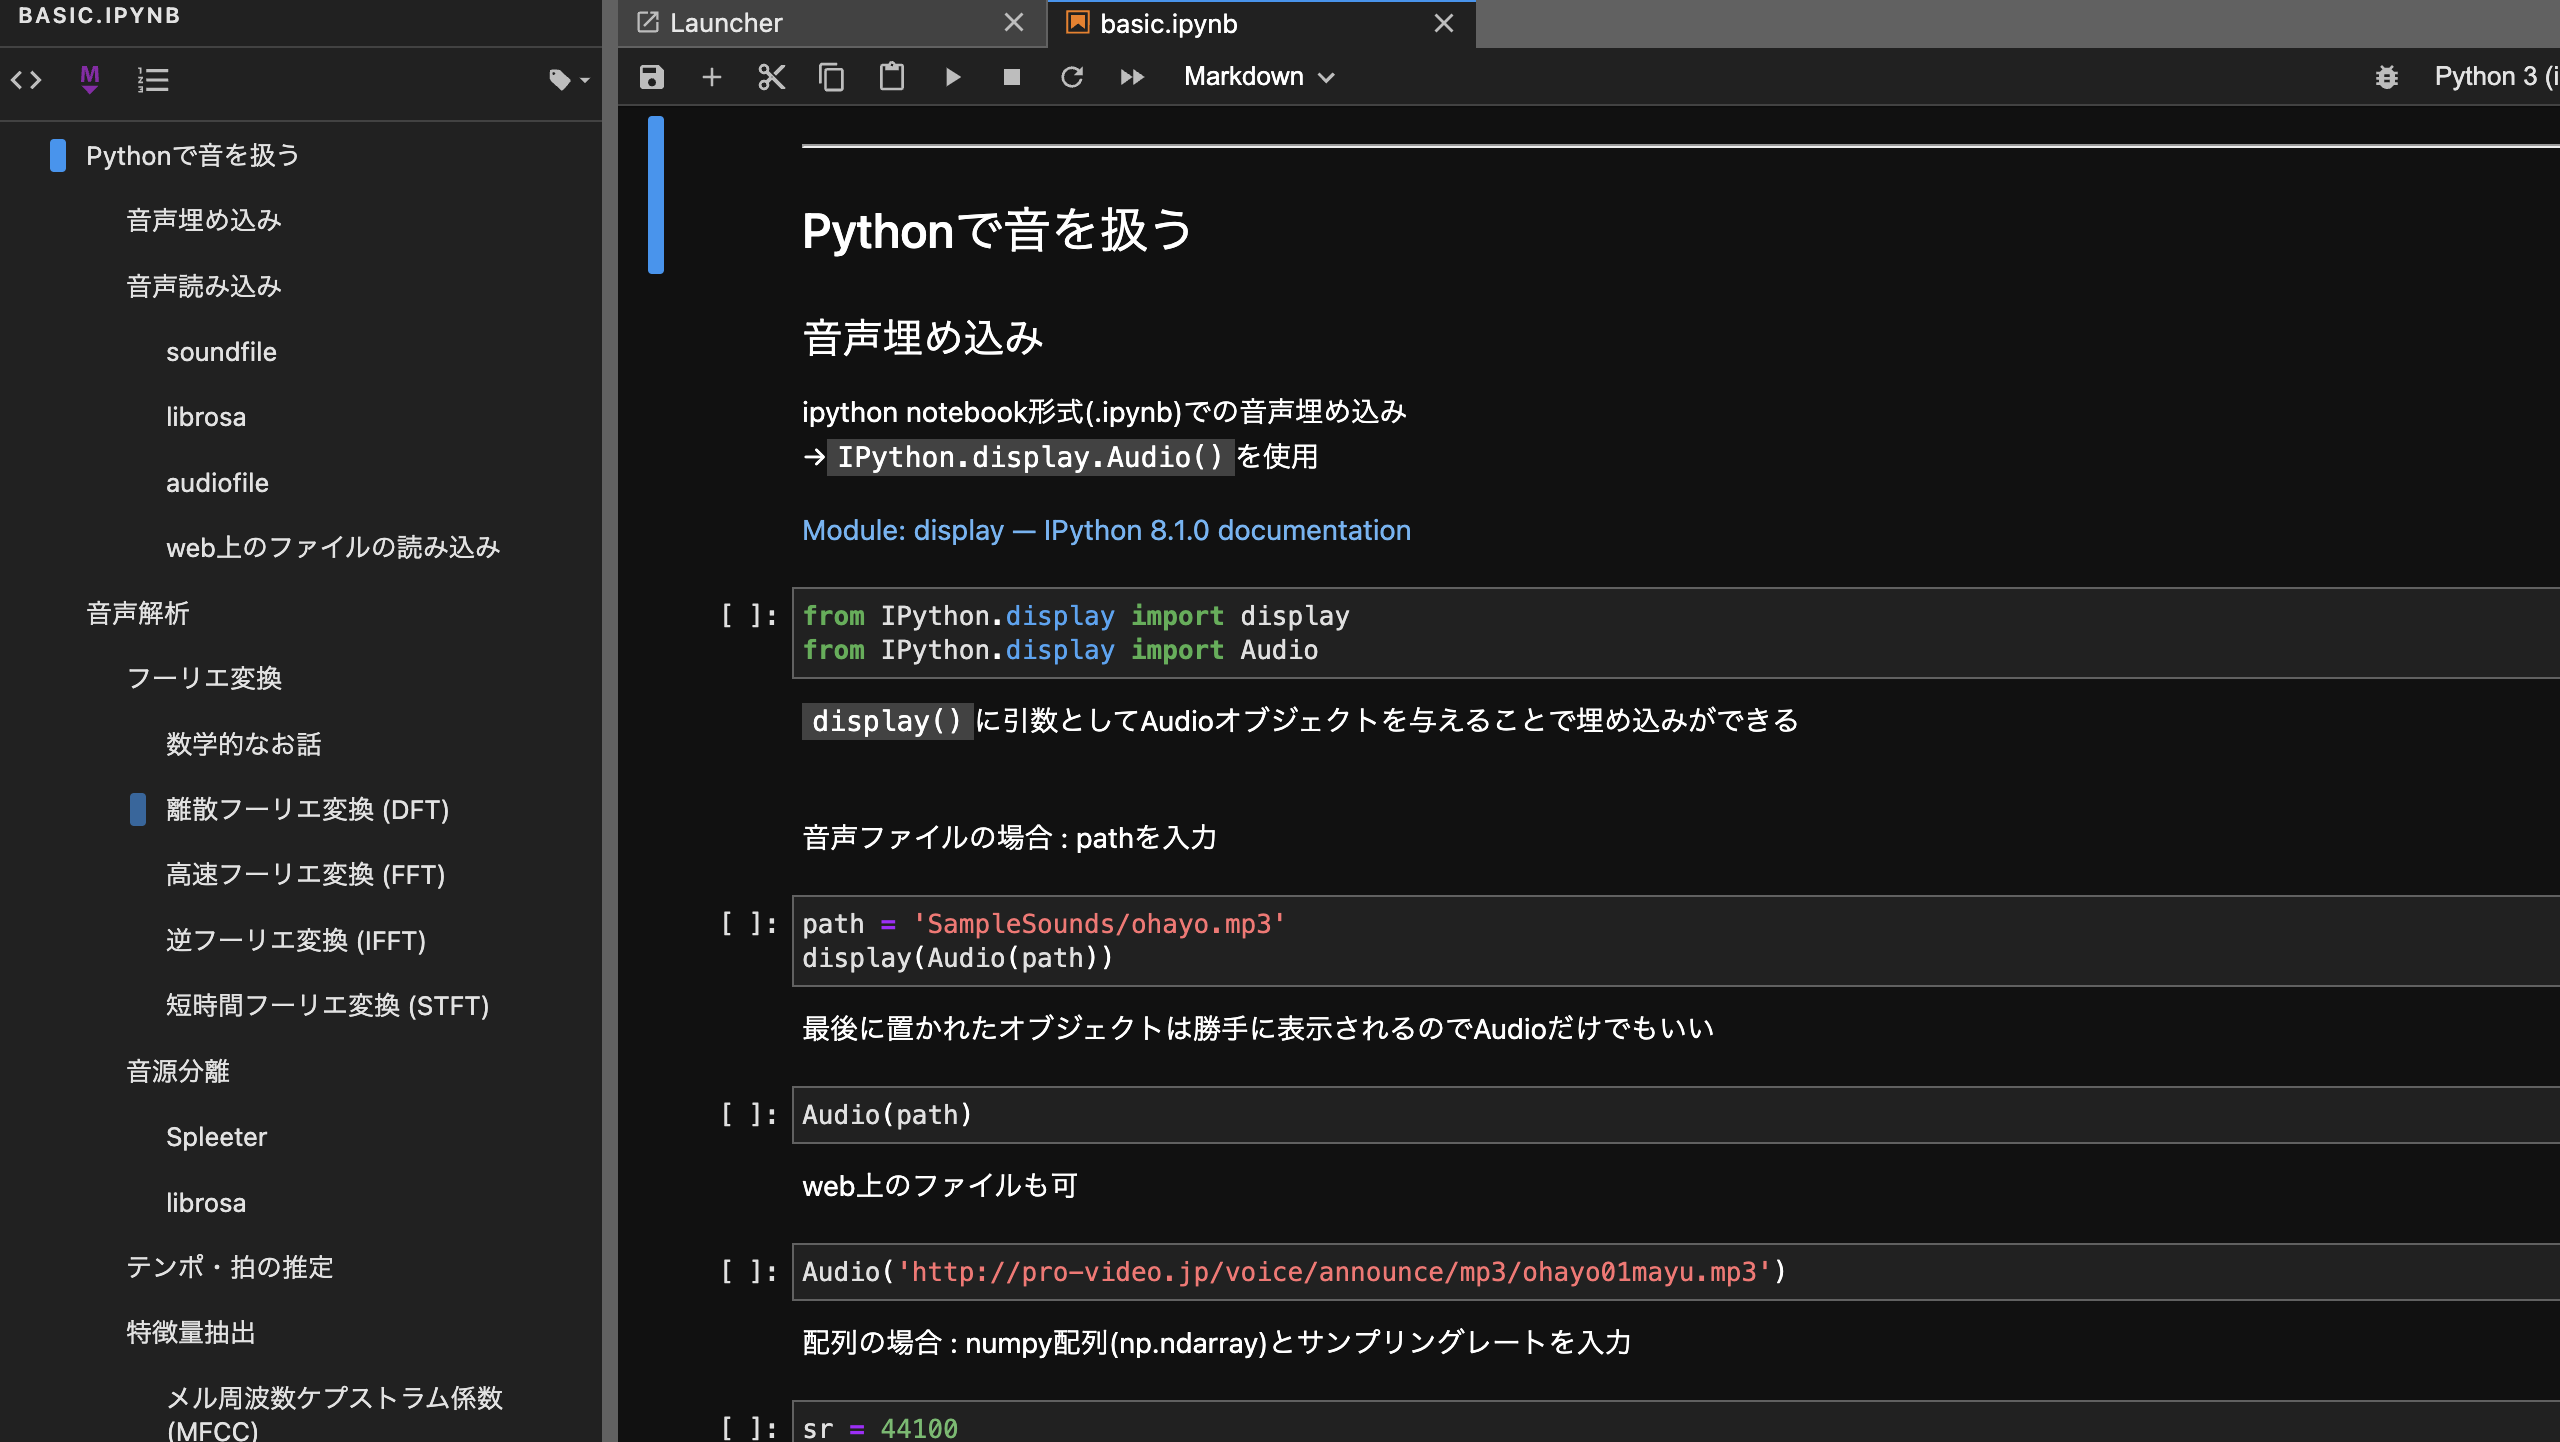 BASIC.IPYNB
M
Pythonで音を扱う
音声埋め込み
音声読み込み
soundfile
librosa
audiofile
web上のファイルの読み込み
音声解析
フーリエ変換
数学的なお話
離散フーリエ変換 (DFT)
高速フーリエ変換 (FFT)
逆フーリエ変換 (IFFT)
短時間フーリエ変換 (STFT)
音源分離
Spleeter
librosa
テンポ・拍の推定
特徴量抽出
メル周波数ケプストラム係数
(MFCC)
Launcher
basic.ipynb
Markdown
Python 3 (i
Pythonで音を扱う
音声埋め込み
ipython notebook形式(.ipynb)での音声埋め込み
→ IPython.display.Audio() を使用
Module: display — IPython 8.1.0 documentation
[ ]: from IPython.display import display
from IPython.display import Audio
display() に引数としてAudioオブジェクトを与えることで埋め込みができる
音声ファイルの場合 : pathを入力
[ ]: path = 'SampleSounds/ohayo.mp3'
display(Audio(path))
最後に置かれたオブジェクトは勝手に表示されるのでAudioだけでもいい
[ ]: Audio(path)
web上のファイルも可
[ ]: Audio('http://pro-video.jp/voice/announce/mp3/ohayo01mayu.mp3')
配列の場合 : numpy配列(np.ndarray)とサンプリングレートを入力
[ ]: sr = 44100